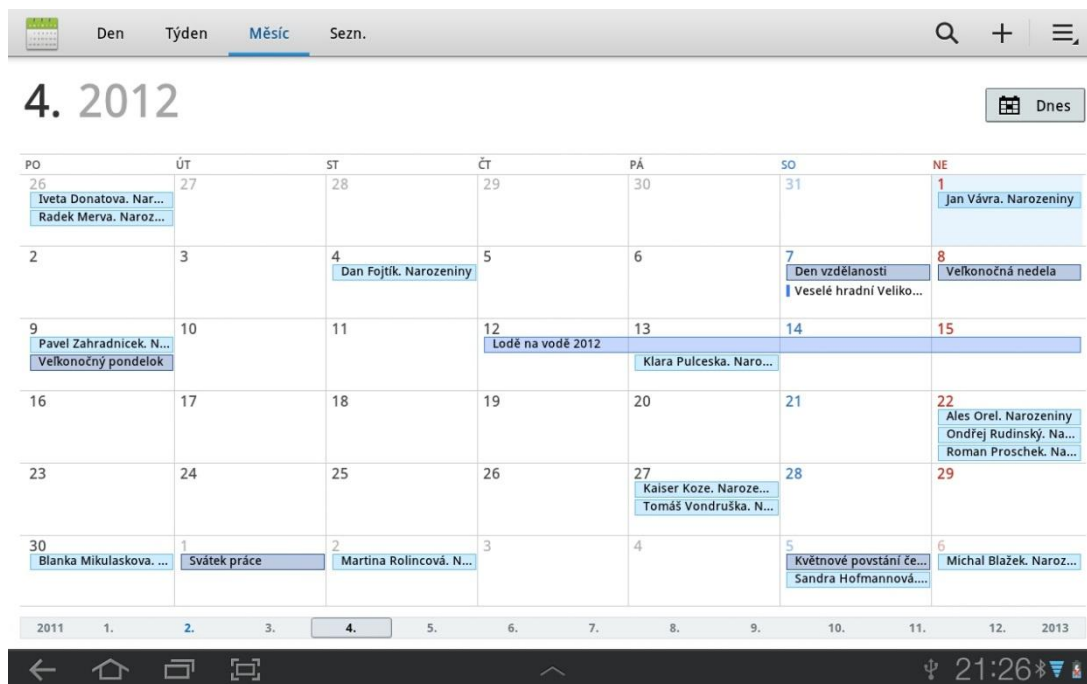 Den Týden Měsíc Sezn.
4. 2012
Dnes
PO ÚT ST ČT PÁ SO NE
26 27 28 29 30 31 1
Iveta Donatova. Nar... Jan Vávra. Narozeniny
Radek Merva. Naroz...
2 3 4 5 6 7 8
Dan Fojtík. Narozeniny Den vzdělanosti Veľkonočná nedela
Veselé hradní Veliko...
9 10 11 12 13 14 15
Pavel Zahradnicek. N... Lodě na vodě 2012
Veľkonočný pondelok Klara Pulceska. Naro...
16 17 18 19 20 21 22
Ales Orel. Narozeniny
Ondřej Rudinský. Na...
Roman Proschek. Na...
23 24 25 26 27 28 29
Kaiser Koze. Naroze...
Tomáš Vondruška. N...
30 1 2 3 4 5 6
Blanka Mikulaskova. ... Svátek práce Martina Rolincová. N... Květnové povstání če... Michal Blažek. Naroz...
Sandra Hofmannová....
2011 1. 2. 3. 4. 5. 6. 7. 8. 9. 10. 11. 12. 2013
21:26